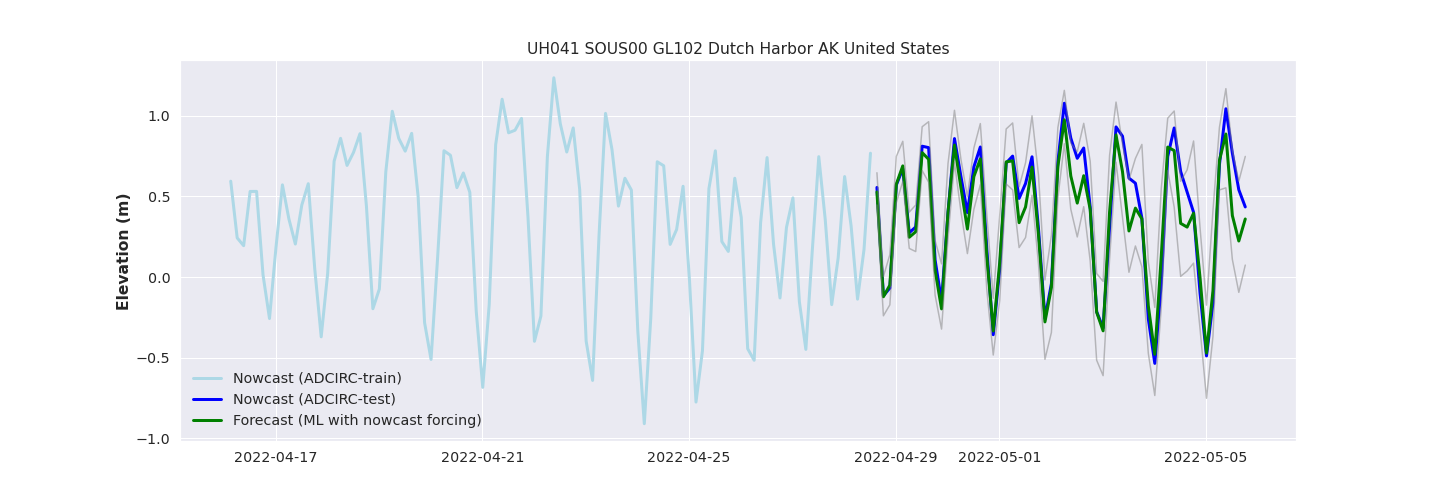 UH041 SOUS00 GL102 Dutch Harbor AK United States
Elevation (m)
1.0
0.5
0.0
−0.5
−1.0
Nowcast (ADCIRC-train)
Nowcast (ADCIRC-test)
Forecast (ML with nowcast forcing)
2022-04-17 2022-04-21 2022-04-25 2022-04-29 2022-05-01 2022-05-05